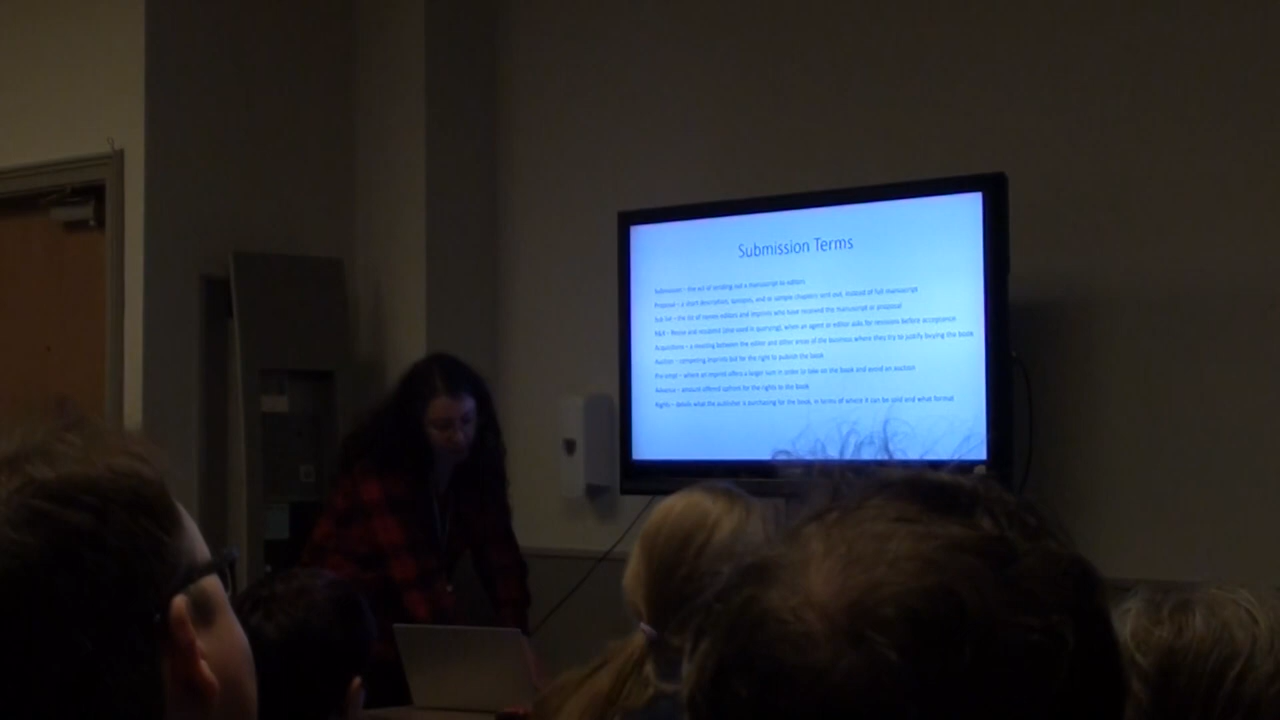 Submission Terms
Submission – the act of sending out a manuscript to editors
Proposal – a short description, synopsis, and or sample chapters sent out, instead of full manuscript
Sub list – the list of names editors and imprints who have received the manuscript or proposal
R&R – Revise and resubmit (also used in querying), when an agent or editor asks for revisions before acceptance
Acquisitions – a meeting between the editor and other areas of the business where they try to justify buying the book
Auction – competing imprints bid for the right to publish the book
Pre-empt – where an imprint offers a larger sum in order to take on the book and avoid an auction
Advance – amount offered upfront for the rights to the book
Rights – details what the publisher is purchasing for the book, in terms of where it can be sold and what format